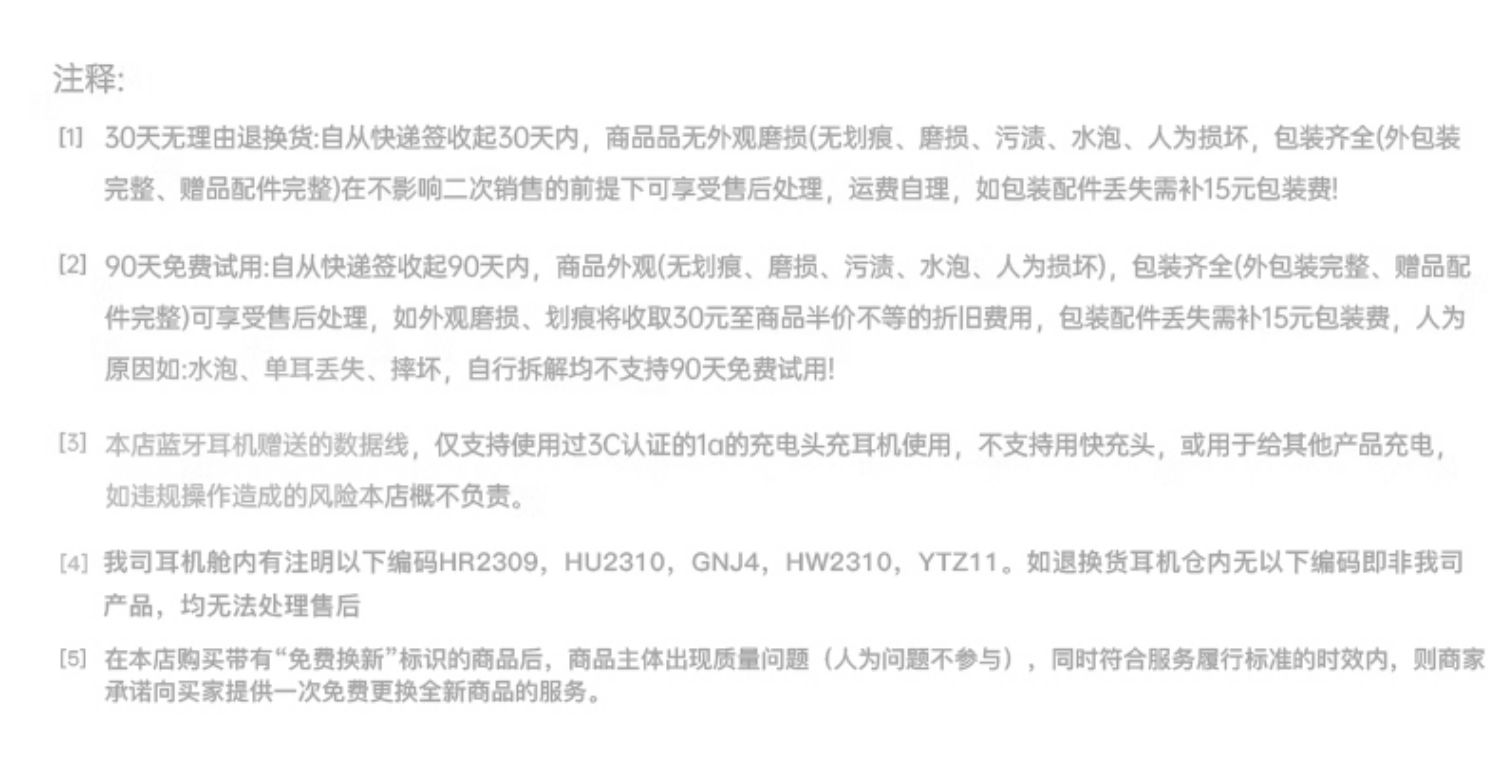 注释:
[1] 30天无理由退换货:自从快递签收起30天内，商品品无外观磨损(无划痕、磨损、污渍、水泡、人为损坏，包装齐全(外包装
完整、赠品配件完整)在不影响二次销售的前提下可享受售后处理，运费自理，如包装配件丢失需补15元包装费!
[2] 90天免费试用:自从快递签收起90天内，商品外观(无划痕、磨损、污渍、水泡、人为损坏)，包装齐全(外包装完整、赠品配
件完整)可享受售后处理，如外观磨损、划痕将收取30元至商品半价不等的折旧费用，包装配件丢失需补15元包装费，人为
原因如:水泡、单耳丢失、摔坏，自行拆解均不支持90天免费试用!
[3] 本店蓝牙耳机赠送的数据线，仅支持使用过3C认证的1a的充电头充耳机使用，不支持用快充头，或用于给其他产品充电，
如违规操作造成的风险本店概不负责。
[4] 我司耳机舱内有注明以下编码HR2309，HU2310，GNJ4，HW2310，YTZ11。如退换货耳机仓内无以下编码即非我司
产品，均无法处理售后
[5] 在本店购买带有“免费换新”标识的商品后，商品主体出现质量问题（人为问题不参与），同时符合服务履行标准的时效内，则商家
承诺向买家提供一次免费更换全新商品的服务。